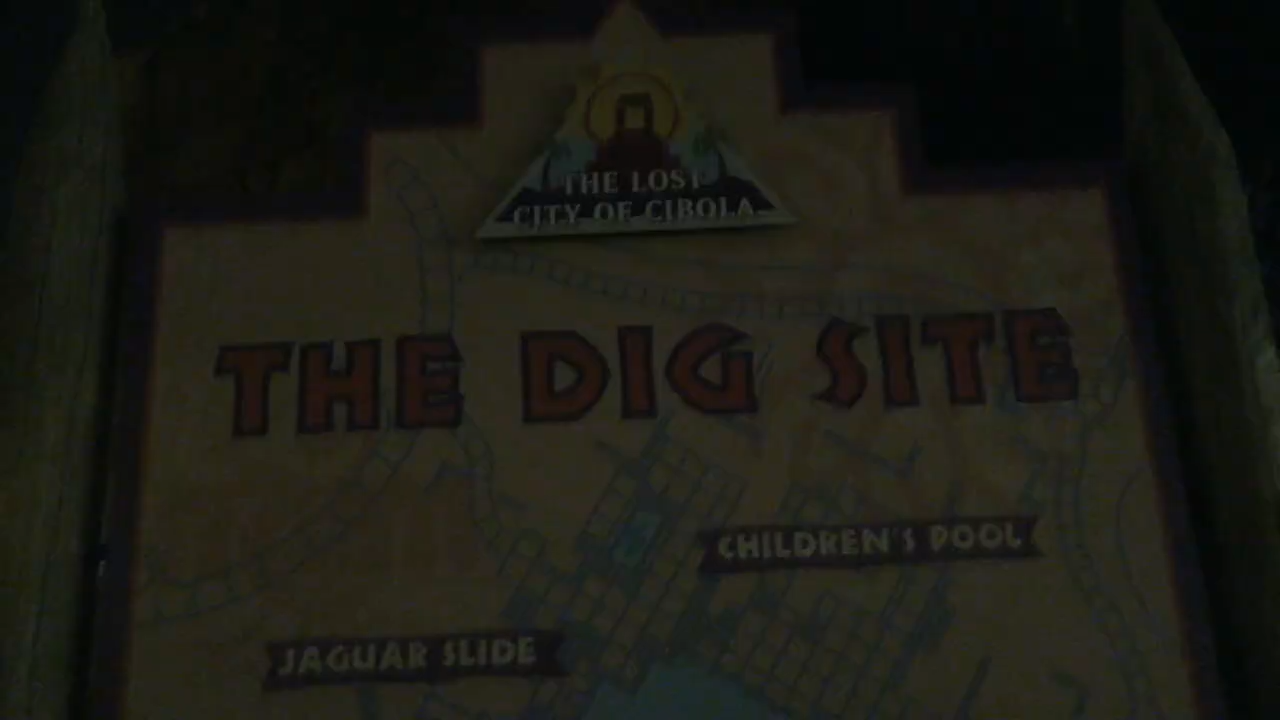 THE LOST
CITY OF CIBOLA
THE DIG SITE
CHILDREN'S POOL
JAGUAR SLIDE